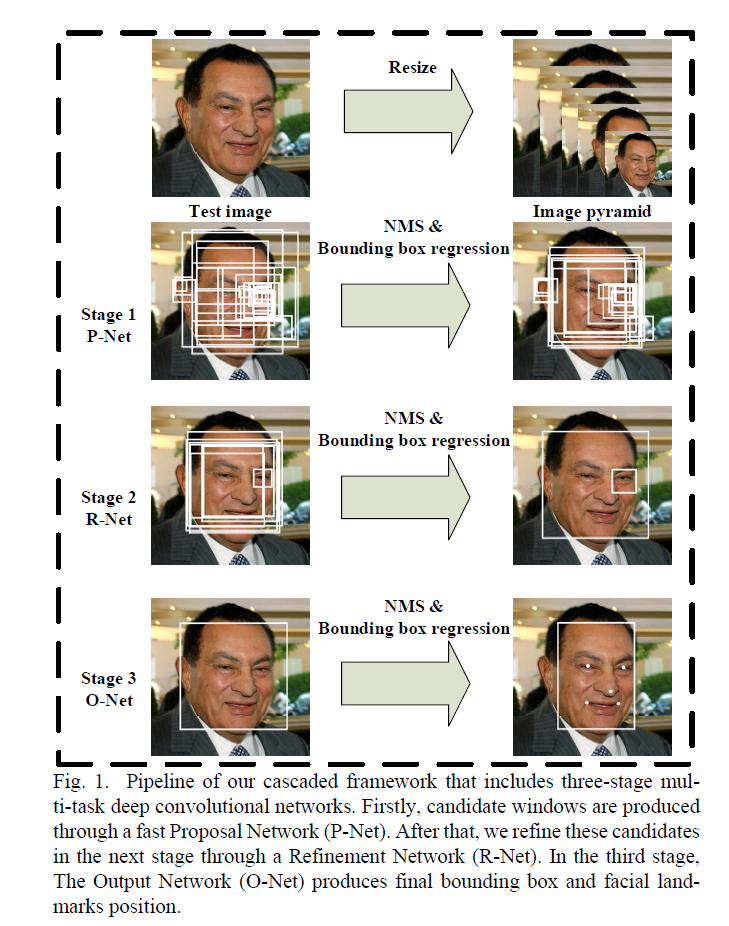 Resize
Test image
Image pyramid
NMS &
Bounding box regression
Stage 1
P-Net
NMS &
Bounding box regression
Stage 2
R-Net
NMS &
Bounding box regression
Stage 3
O-Net
Fig. 1.  Pipeline of our cascaded framework that includes three-stage mul-
ti-task deep convolutional networks. Firstly, candidate windows are produced
through a fast Proposal Network (P-Net). After that, we refine these candidates
in the next stage through a Refinement Network (R-Net). In the third stage,
The Output Network (O-Net) produces final bounding box and facial land-
marks position.